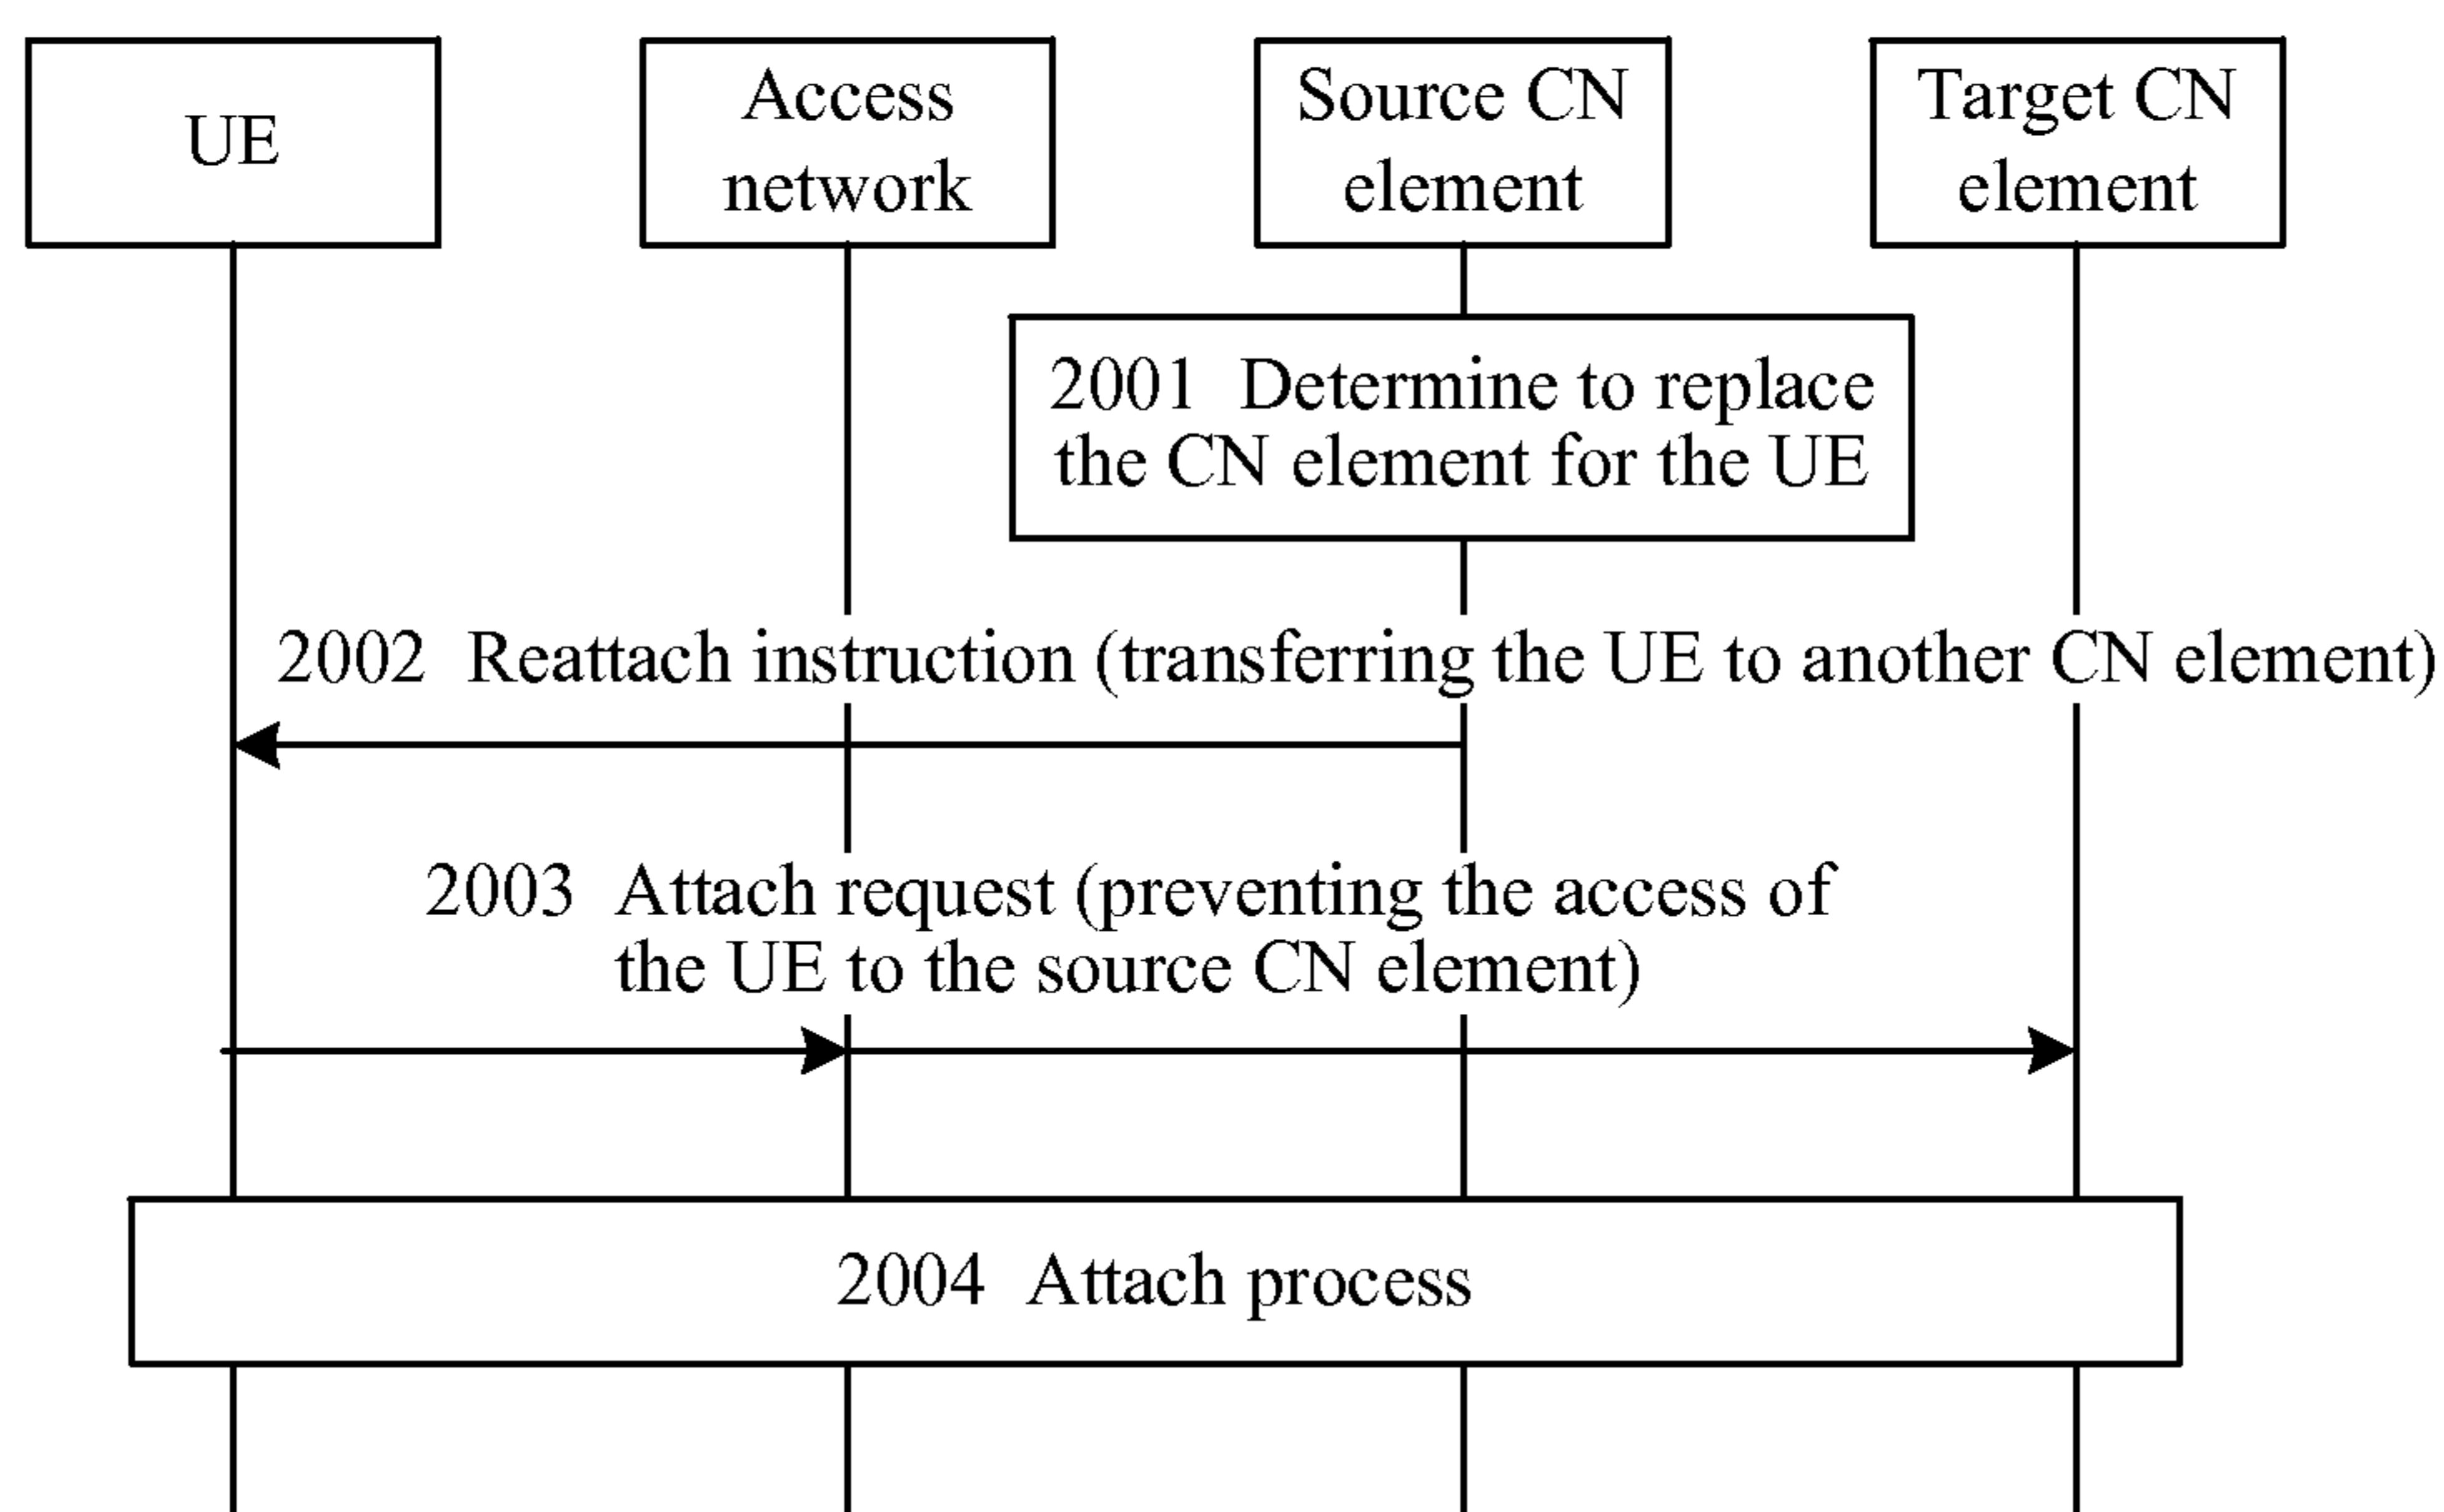 UE
Access
network
Source CN
element
Target CN
element
2001 Determine to replace
the CN element for the UE
2002 Reattach instruction (transferring the UE to another CN element)
2003 Attach request (preventing the access of
the UE to the source CN element)
2004 Attach process